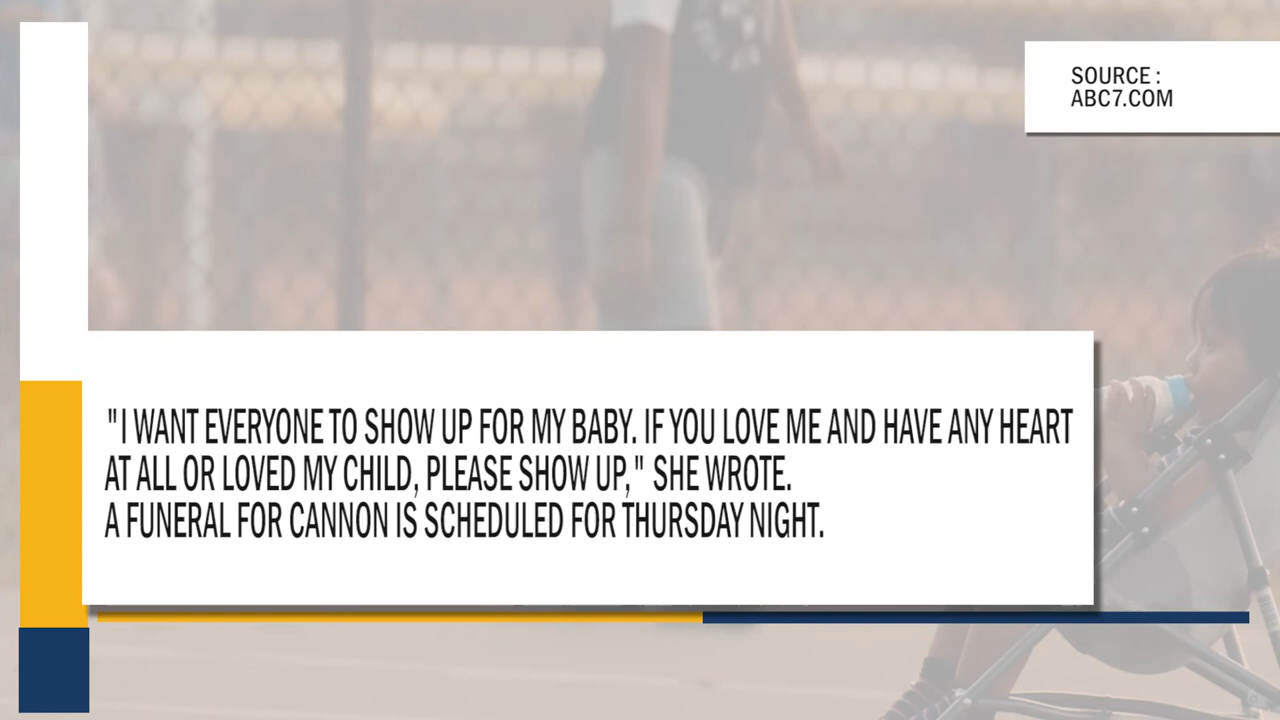 SOURCE :
ABC7.COM
"I WANT EVERYONE TO SHOW UP FOR MY BABY. IF YOU LOVE ME AND HAVE ANY HEART
AT ALL OR LOVED MY CHILD, PLEASE SHOW UP," SHE WROTE.
A FUNERAL FOR CANNON IS SCHEDULED FOR THURSDAY NIGHT.